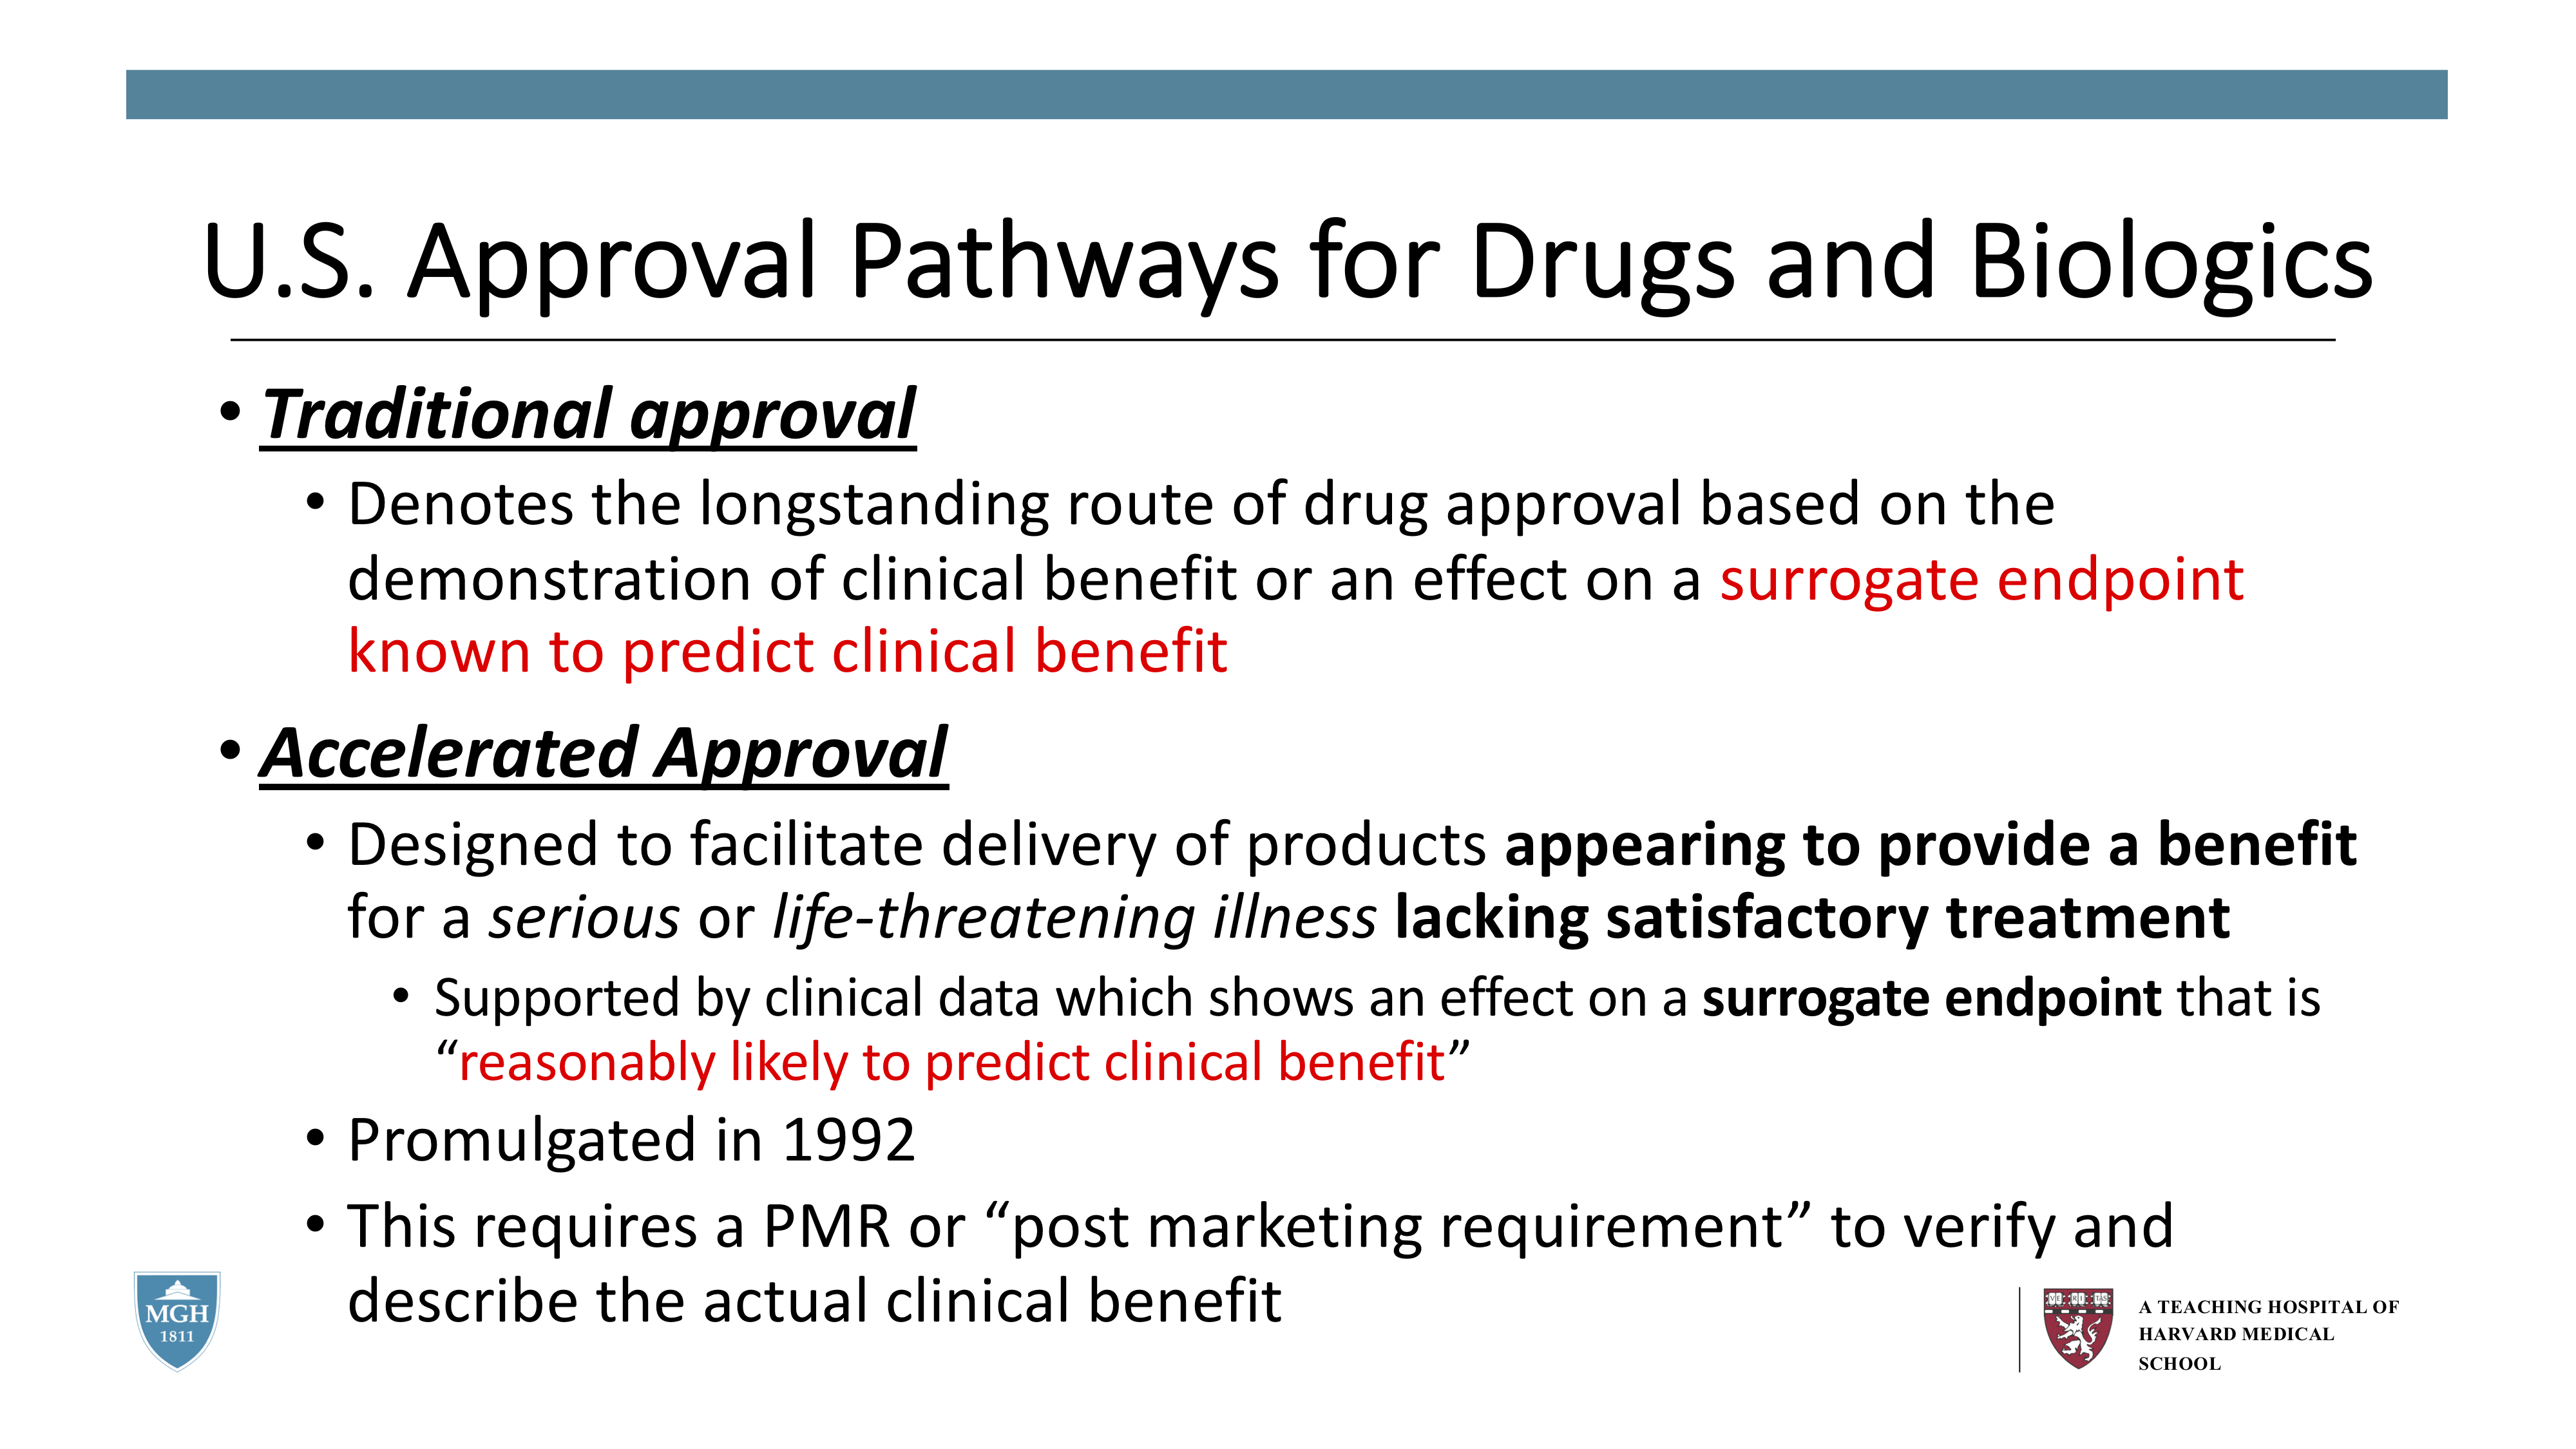 U.S. Approval Pathways for Drugs and Biologics
• Traditional approval
• Denotes the longstanding route of drug approval based on the
demonstration of clinical benefit or an effect on a surrogate endpoint
known to predict clinical benefit
• Accelerated Approval
• Designed to facilitate delivery of products appearing to provide a benefit
for a serious or life-threatening illness lacking satisfactory treatment
• Supported by clinical data which shows an effect on a surrogate endpoint that is
“reasonably likely to predict clinical benefit”
• Promulgated in 1992
• This requires a PMR or “post marketing requirement” to verify and
describe the actual clinical benefit
MGH
1811
VE RI TAS
A TEACHING HOSPITAL OF
HARVARD MEDICAL
SCHOOL